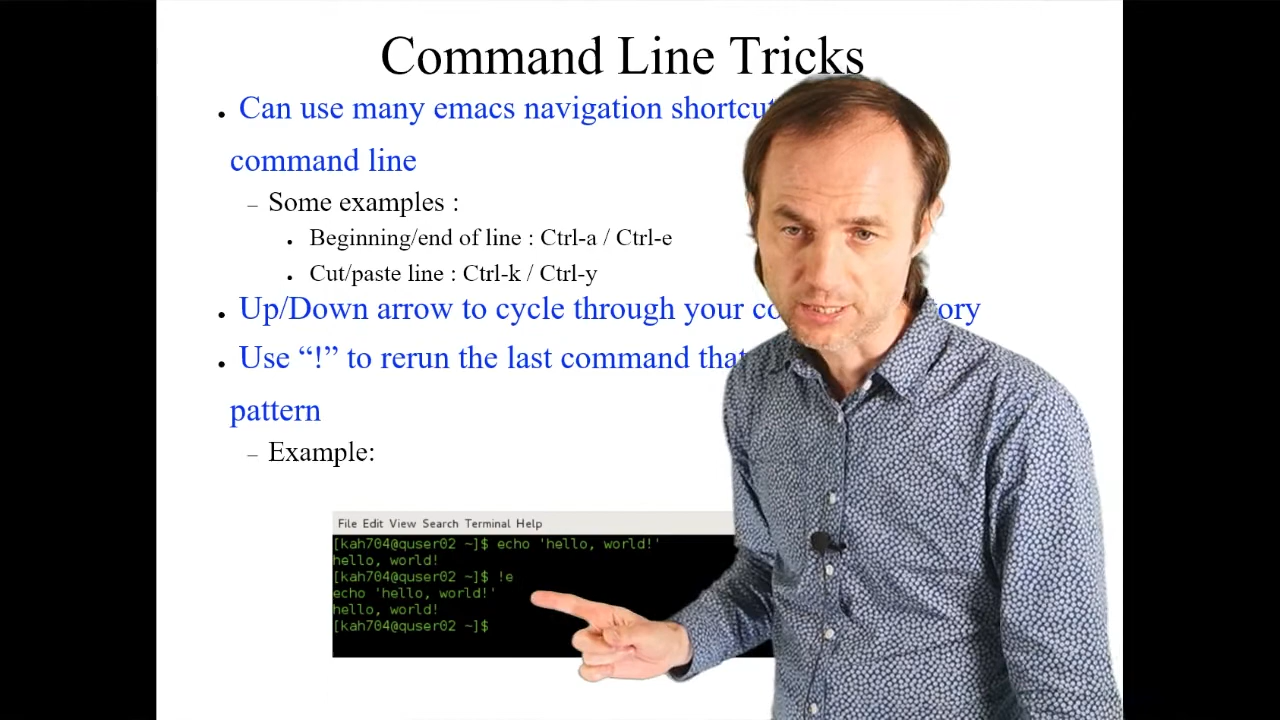 Command Line Tricks
• Can use many emacs navigation
command line
– Some examples :
• Beginning/end of line : Ctrl-a / Ctrl-e
• Cut/paste line : Ctrl-k / Ctrl-y
• Up/Down arrow to cycle through your
• Use “!” to rerun the last command that
pattern
– Example:
File Edit View Search Terminal Help
[kah704@quser02 ~]$ echo 'hello, world!'
hello, world!
[kah704@quser02 ~]$ !e
echo 'hello, world!'
hello, world!
[kah704@quser02 ~]$